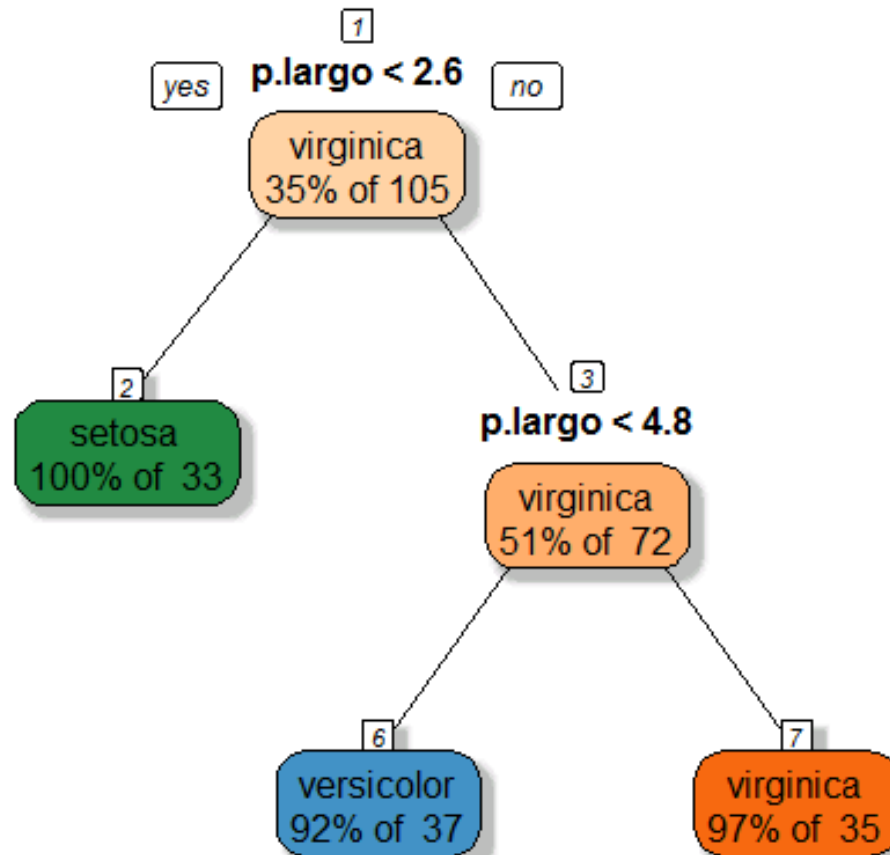 1
p.largo < 2.6
yes
no
virginica
35% of 105
2
setosa
100% of 33
3
p.largo < 4.8
virginica
51% of 72
6
versicolor
92% of 37
7
virginica
97% of 35